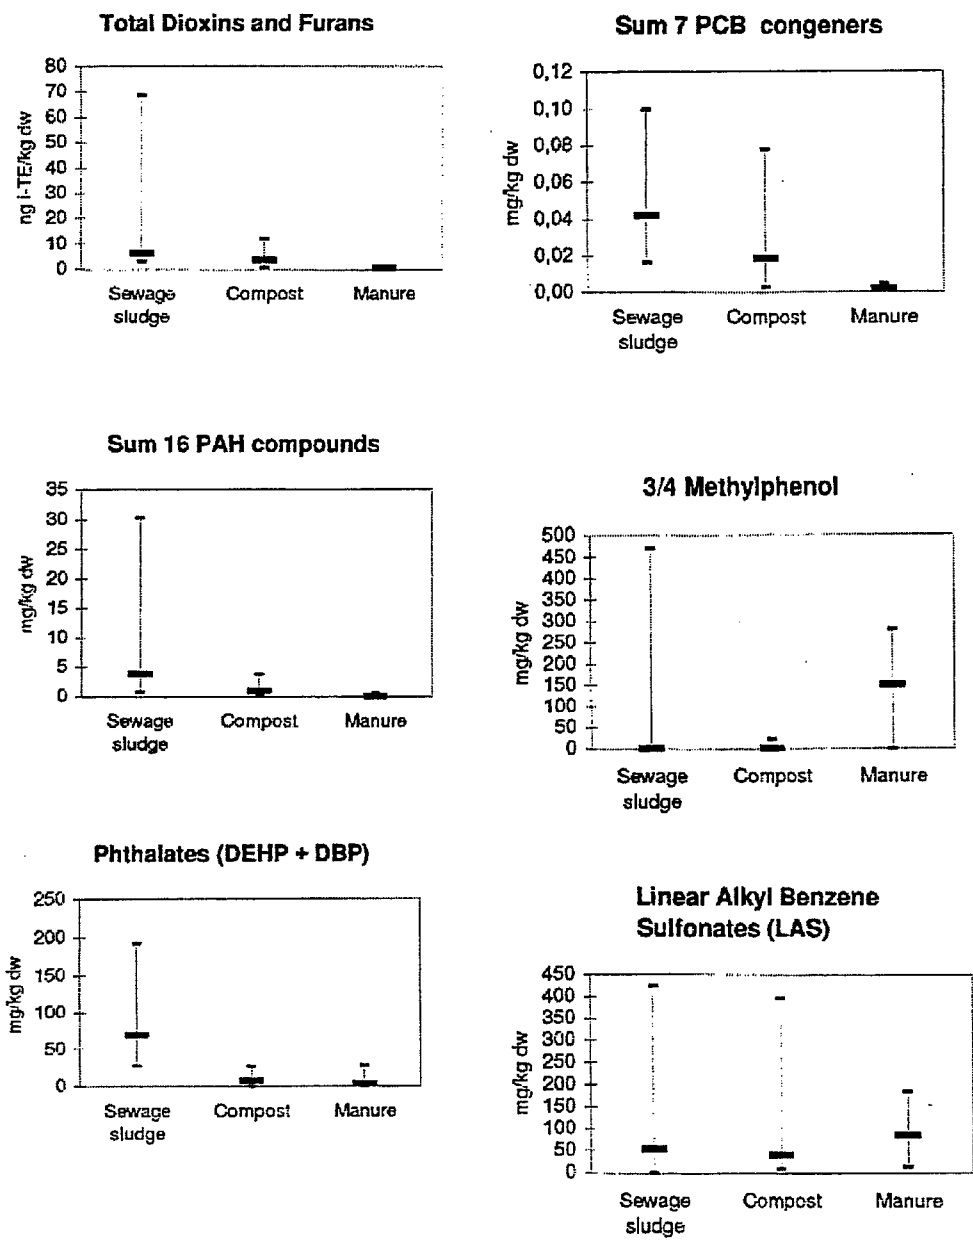 Total Dioxins and Furans
80
70
60
50
40
30
20
10
0
ng i-TE/kg dw
Sewage
sludge
Compost
Manure
Sum 7 PCB congeners
0,12
0,10
0,08
0,06
0,04
0,02
0,00
mg/kg dw
Sewage
sludge
Compost
Manure
Sum 16 PAH compounds
35
30
25
20
15
10
5
0
mg/kg dw
Sewage
sludge
Compost
Manure
3/4 Methylphenol
500
450
400
350
300
250
200
150
100
50
0
mg/kg dw
Sewage
sludge
Compost
Manure
Phthalates (DEHP + DBP)
250
200
150
100
50
0
mg/kg dw
Sewage
sludge
Compost
Manure
Linear Alkyl Benzene
Sulfonates (LAS)
450
400
350
300
250
200
150
100
50
0
mg/kg dw
Sewage
sludge
Compost
Manure